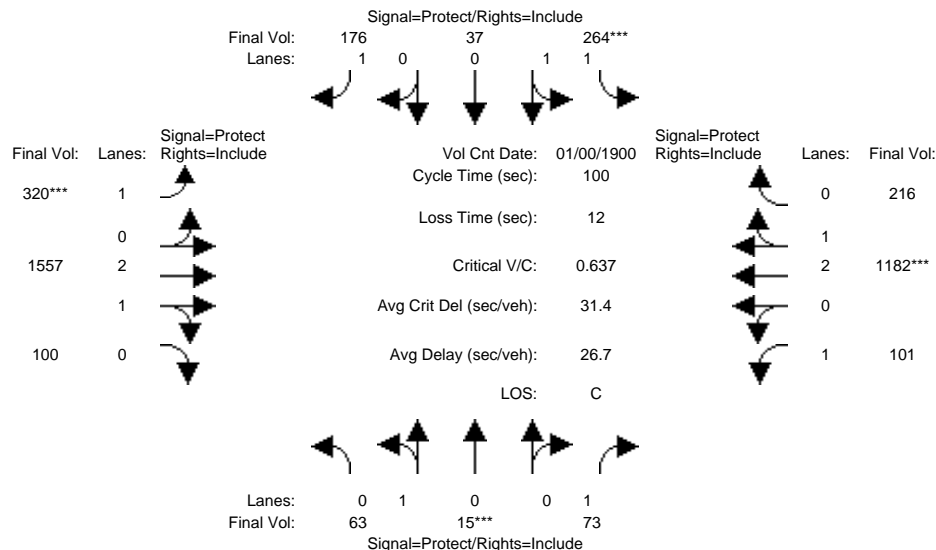 Signal=Protect/Rights=Include
Final Vol: 176 37 264***
Lanes: 1 0 0 1 1
Signal=Protect
Final Vol: Lanes: Rights=Include
Vol Cnt Date: 01/00/1900
Signal=Protect
Rights=Include Lanes: Final Vol:
Cycle Time (sec): 100
320*** 1
0 216
Loss Time (sec): 12
0
1
1557 2
Critical V/C: 0.637
2 1182***
1
Avg Crit Del (sec/veh): 31.4
0
100 0
Avg Delay (sec/veh): 26.7
1 101
LOS: C
Lanes: 0 1 0 0 1
Final Vol: 63 15*** 73
Signal=Protect/Rights=Include